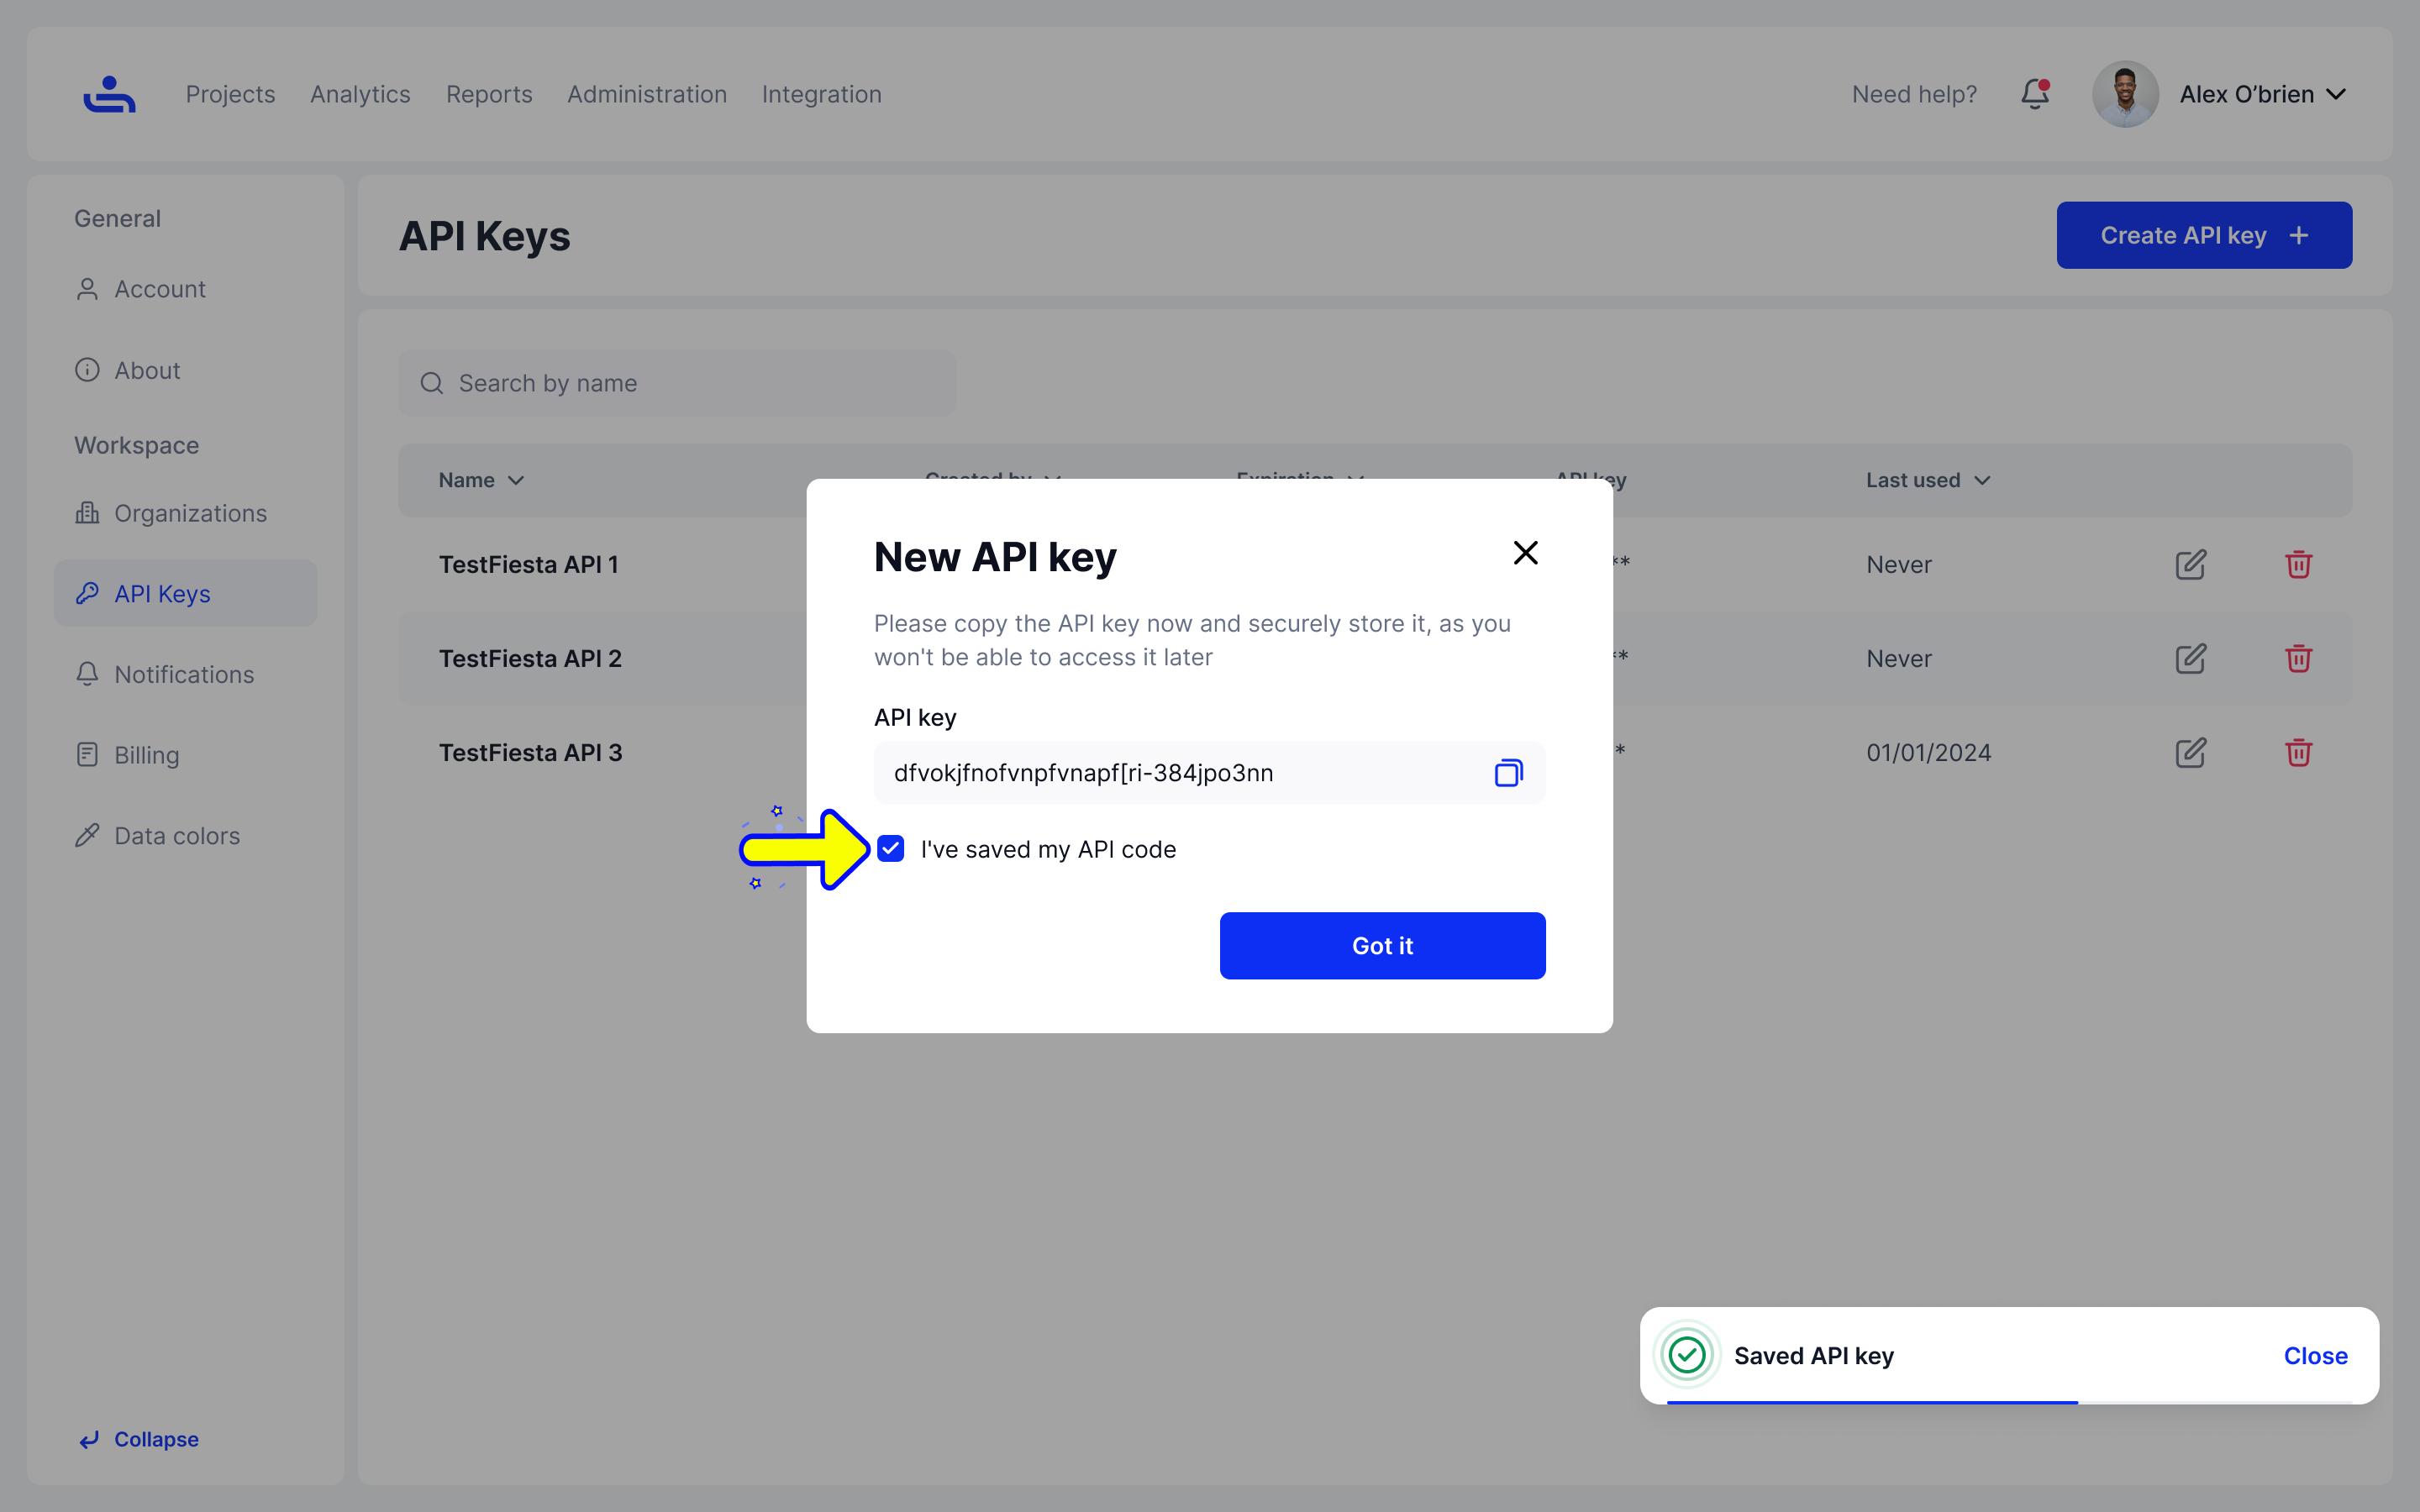 Projects
Analytics
Reports
Administration
Integration
Need help?
Alex O’brien
General
Account
About
Workspace
Organizations
API Keys
Notifications
Billing
Data colors
Collapse
API Keys
Create API key
Search by name
Name
Created by
Expiration
API key
Last used
TestFiesta API 1
** Never
TestFiesta API 2
** Never
TestFiesta API 3
* 01/01/2024
New API key
Please copy the API key now and securely store it, as you
won't be able to access it later
API key
dfvokjfnofvnpfvnapf[ri-384jpo3nn
I've saved my API code
Got it
Saved API key
Close